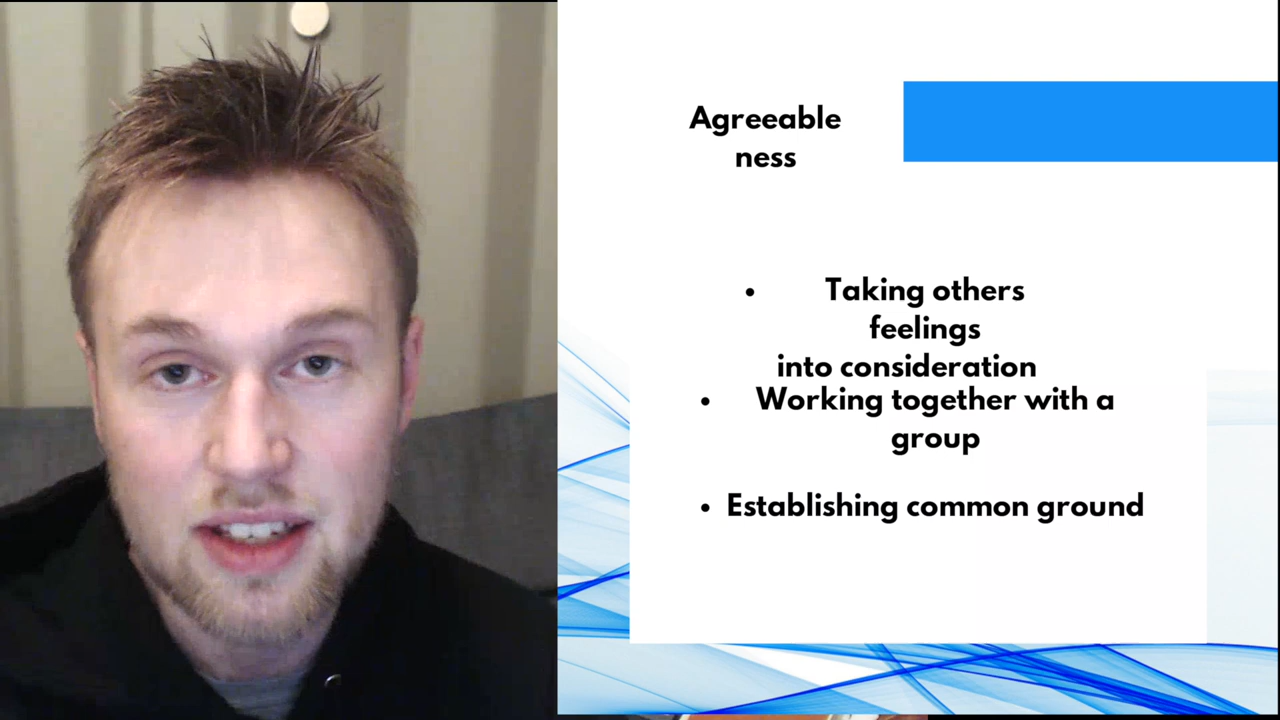 Agreeable
ness
• Taking others
feelings
into consideration
• Working together with a
group
• Establishing common ground